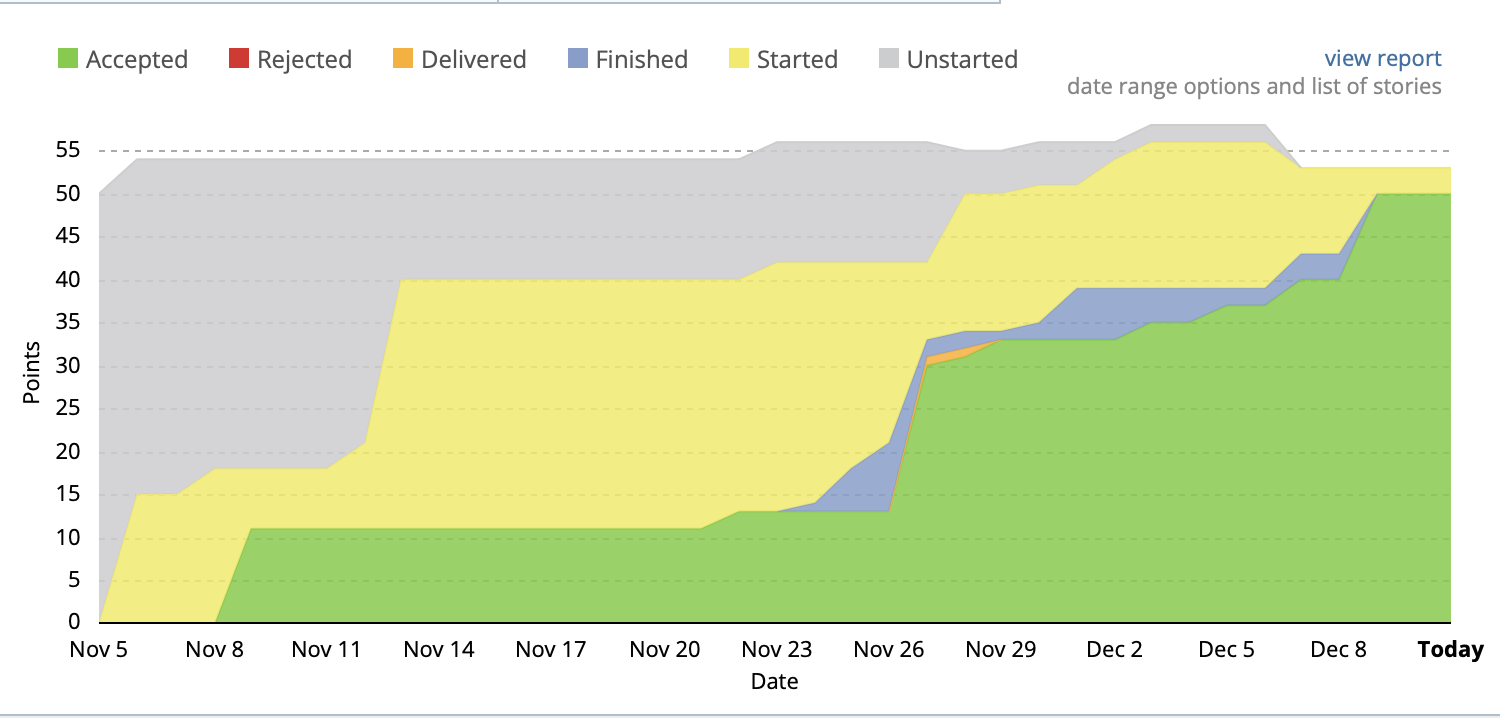 Accepted Rejected Delivered Finished Started Unstarted
view report
date range options and list of stories
55
50
45
40
35
30
25
20
15
10
5
0
Points
Nov 5 Nov 8 Nov 11 Nov 14 Nov 17 Nov 20 Nov 23 Nov 26 Nov 29 Dec 2 Dec 5 Dec 8 Today
Date